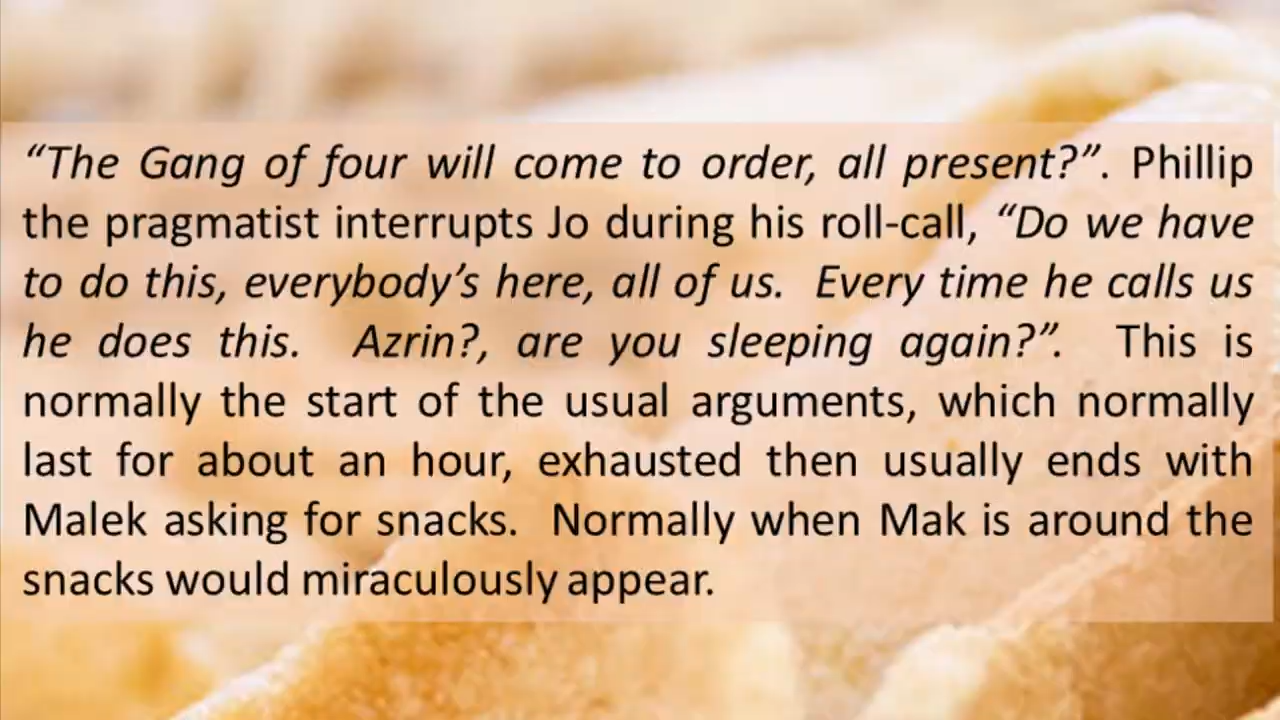 “The Gang of four will come to order, all present?”. Phillip
the pragmatist interrupts Jo during his roll-call, “Do we have
to do this, everybody’s here, all of us.  Every time he calls us
he does this.  Azrin?, are you sleeping again?”.  This is
normally the start of the usual arguments, which normally
last for about an hour, exhausted then usually ends with
Malek asking for snacks.  Normally when Mak is around the
snacks would miraculously appear.